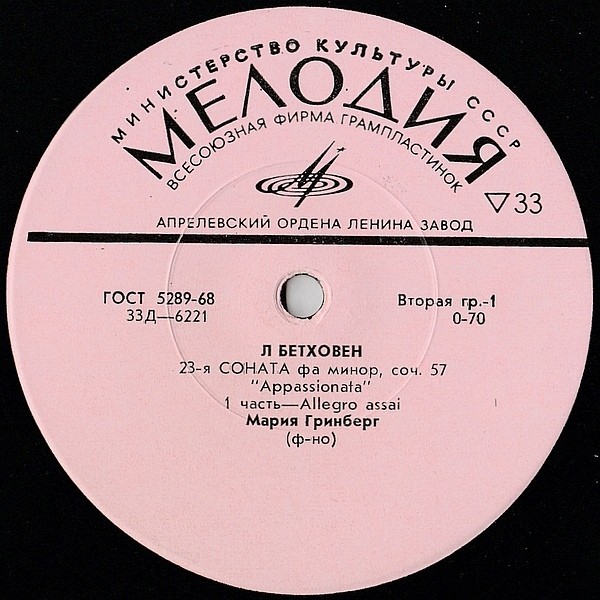 МИНИСТЕРСТВО КУЛЬТУРЫ СССР
МЕЛОДИЯ
ВСЕСОЮЗНАЯ ФИРМА ГРАМПЛАСТИНОК
▽33
АПРЕЛЕВСКИЙ ОРДЕНА ЛЕНИНА ЗАВОД
ГОСТ 5289-68
33Д—6221
Вторая гр.-1
0-70
Л БЕТХОВЕН
23-я СОНАТА фа минор, соч. 57
"Appassionata"
1 часть—Allegro assai
Мария Гринберг
(ф-но)